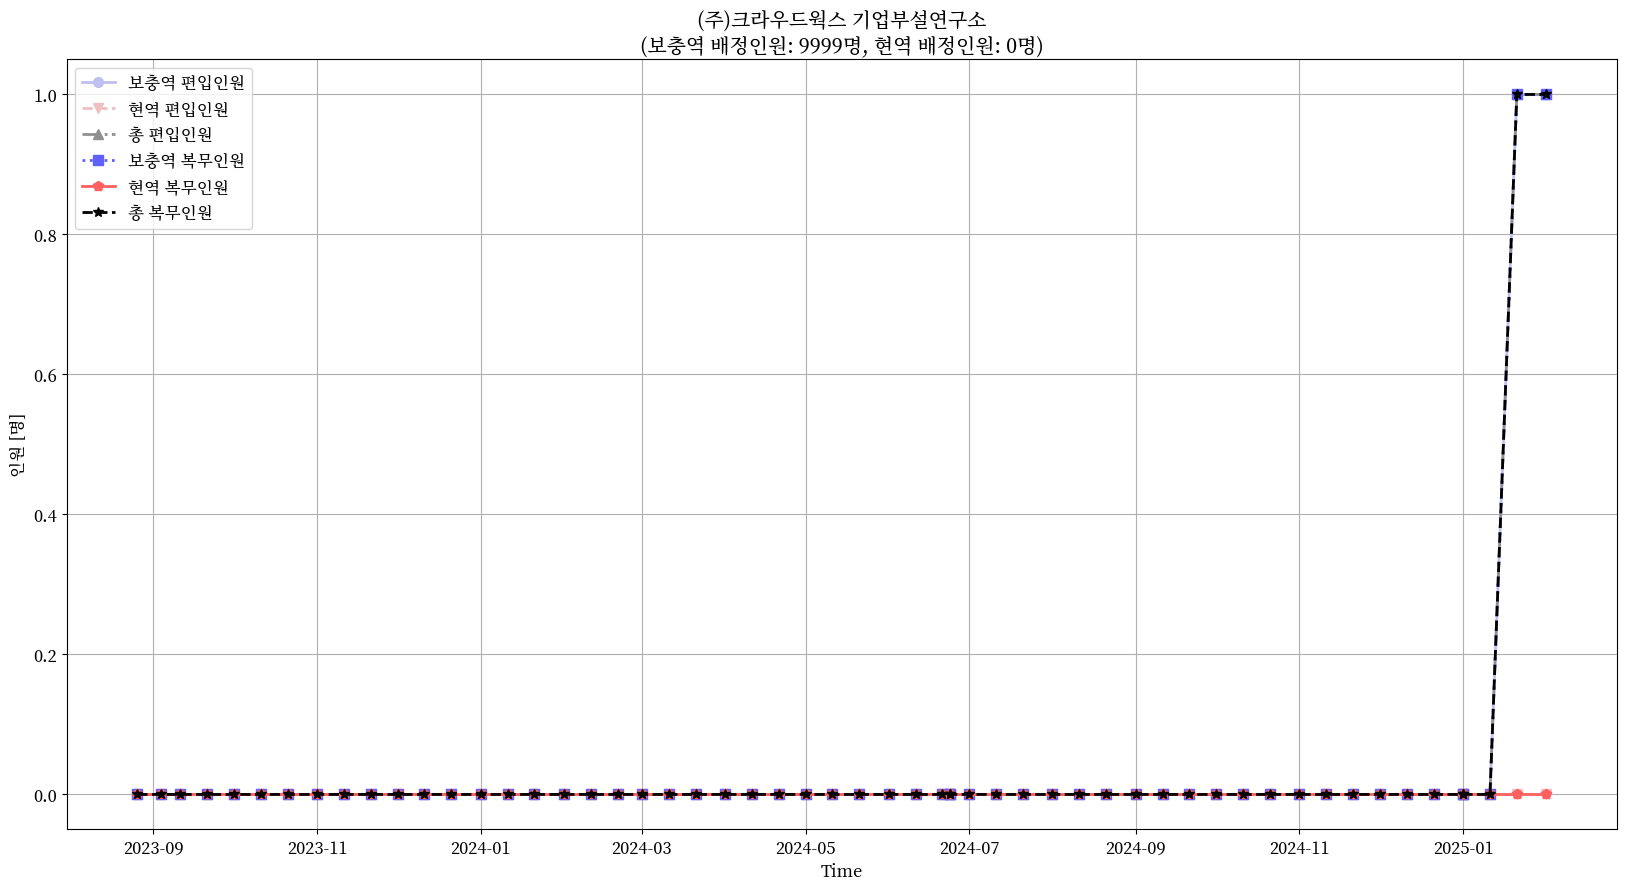 (주)크라우드웍스 기업부설연구소
(보충역 배정인원: 9999명, 현역 배정인원: 0명)
보충역 편입인원
현역 편입인원
총 편입인원
보충역 복무인원
현역 복무인원
총 복무인원
1.0
0.8
0.6
0.4
0.2
0.0
인원 [명]
2023-09
2023-11
2024-01
2024-03
2024-05
2024-07
2024-09
2024-11
2025-01
Time